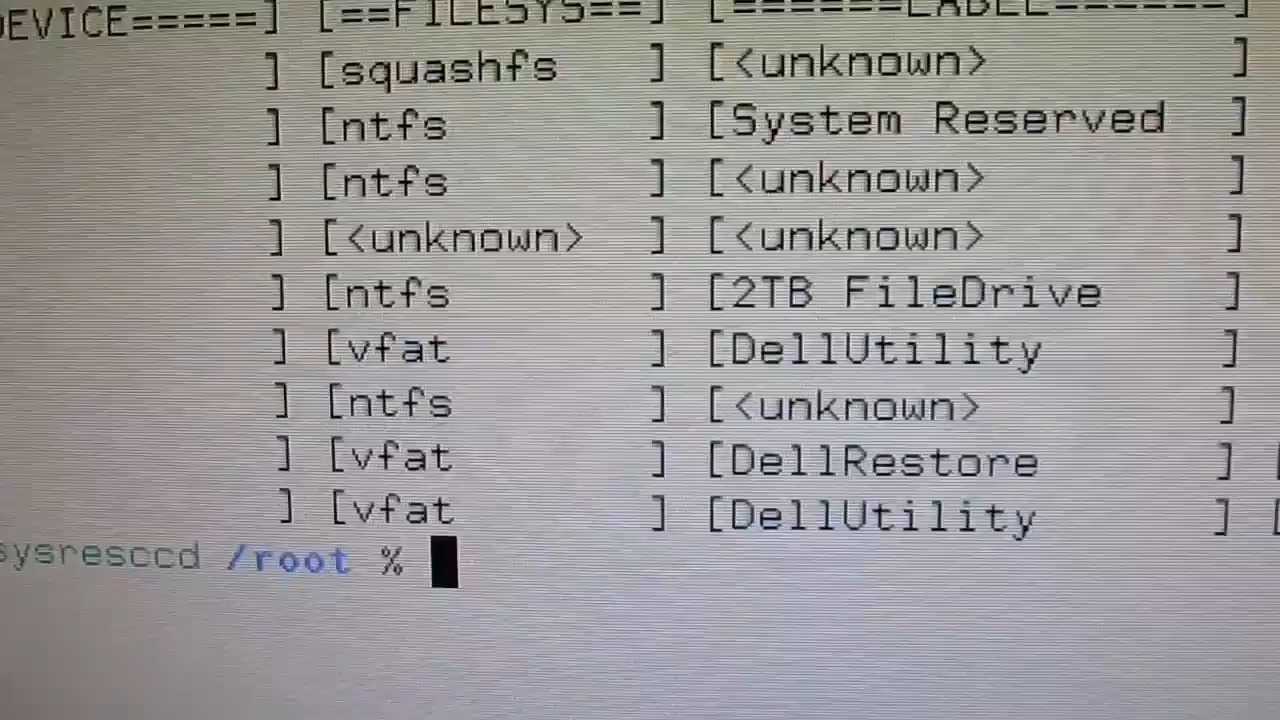 DEVICE=====] [==FILESYS==] [======LABEL======]
] [squashfs ] [<unknown> ]
] [ntfs ] [System Reserved ]
] [ntfs ] [<unknown> ]
] [<unknown> ] [<unknown> ]
] [ntfs ] [2TB FileDrive ]
] [vfat ] [DellUtility ]
] [ntfs ] [<unknown> ]
] [vfat ] [DellRestore ] [
] [vfat ] [DellUtility ] [
sysresccd /root %